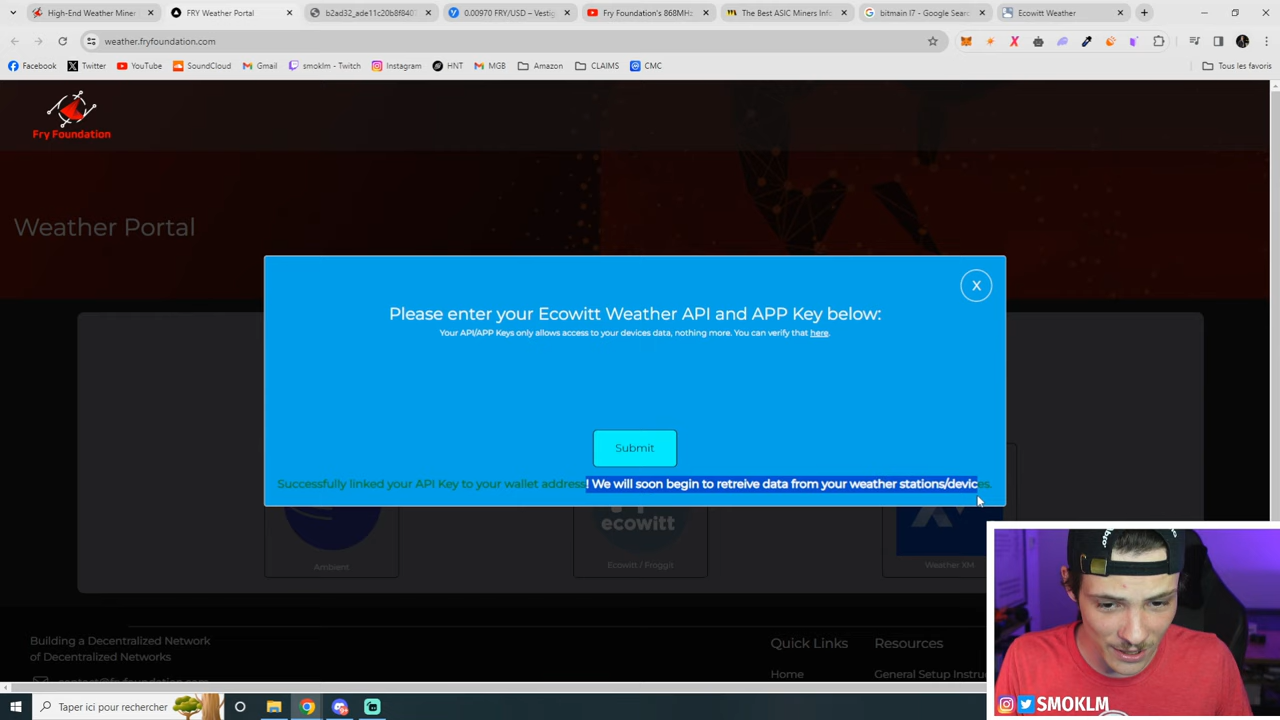 High-End Weather Miner
FRY Weather Portal
b2ad32_ade11c20b8f840?
0.00970 FRY/USD – Vestig
Fry Foundation's 868MHz
The Best ASIC Miners Info
bitmain l7 - Google Searc
Ecowitt Weather
weather.fryfoundation.com
Facebook
Twitter
YouTube
SoundCloud
Gmail
smoklm - Twitch
Instagram
HNT
MGB
Amazon
CLAIMS
CMC
Tous les favoris
Fry Foundation
Weather Portal
X
Please enter your Ecowitt Weather API and APP Key below:
Your API/APP Keys only allows access to your devices data, nothing more. You can verify that here.
Submit
Successfully linked your API Key to your wallet address! We will soon begin to retreive data from your weather stations/devices.
ecowitt
Ambient
Ecowitt / Froggit
Weather XM
Building a Decentralized Network
of Decentralized Networks
Quick Links
Resources
Home
General Setup Instru
Taper ici pour rechercher
SMOKLM